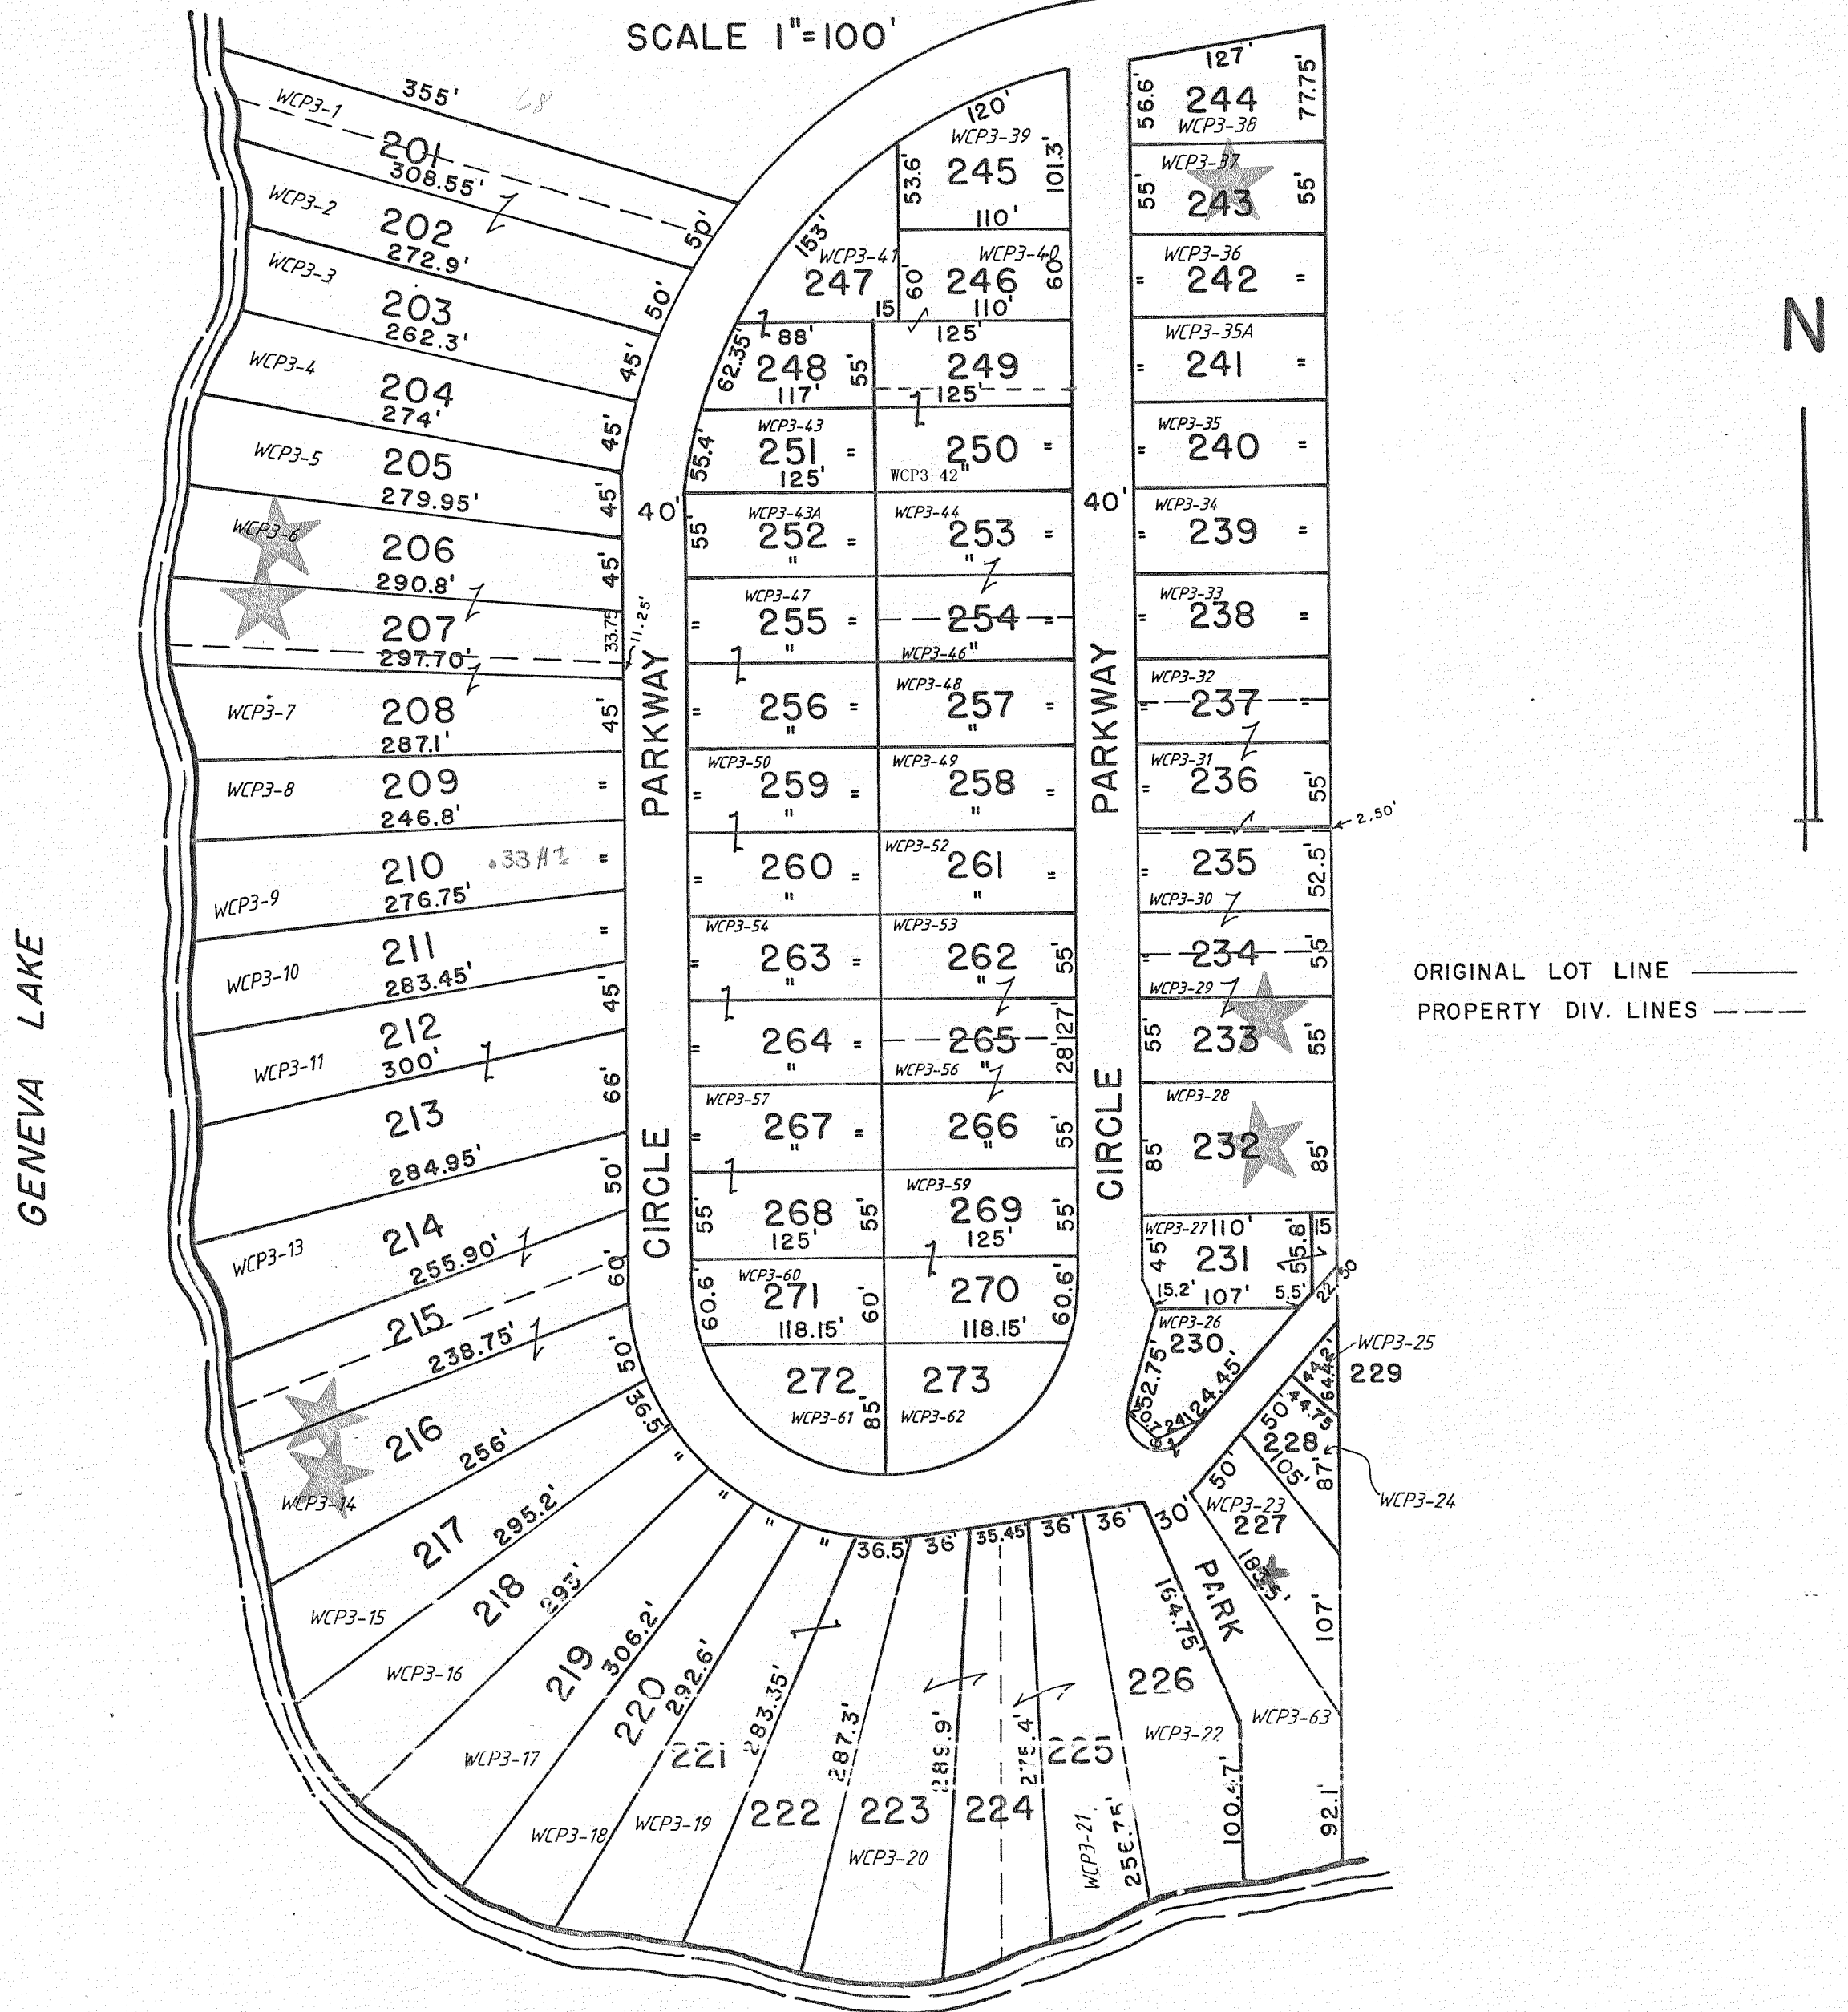 SCALE 1"=100'
N
GENEVA LAKE
ORIGINAL LOT LINE
PROPERTY DIV. LINES
PARKWAY
CIRCLE
PARKWAY
CIRCLE
40'
40'
PARK
30'
WCP3-1
355'
68
201
308.55'
50'
WCP3-2
202
272.9'
50'
WCP3-3
203
262.3'
45'
WCP3-4
204
274'
45'
WCP3-5
205
279.95'
45'
WCP3-6
206
290.8'
45'
207
297.70'
33.75
11.25'
WCP3-7
208
287.1'
45'
WCP3-8
209
246.8'
=
210
.33 A
=
WCP3-9
276.75'
211
=
WCP3-10
283.45'
45'
212
WCP3-11
300'
66'
213
284.95'
50'
214
WCP3-13
255.90'
60'
215
238.75'
50'
216
256'
WCP3-14
36.5'
217
295.2'
"
WCP3-15
218
293'
"
WCP3-16
219
306.2'
"
WCP3-17
220
292.6'
"
WCP3-18
221
283.35'
WCP3-19
36.5'
222
287.3'
36'
223
289.9'
WCP3-20
35.45'
224
275.4'
36'
225
WCP3-21
256.75'
36'
226
164.75'
WCP3-22
100.47'
WCP3-63
92.1'
120'
WCP3-39
245
53.6'
101.3'
110'
153'
WCP3-41
247
15
WCP3-40
246
60'
60'
110'
88'
62.35'
248
55'
117'
125'
249
125'
WCP3-43
251 =
55.4'
125'
250 =
WCP3-42"
WCP3-43A
55'
252 =
"
WCP3-44
253 =
"
WCP3-47
= 255 =
"
254 =
WCP3-46"
= 256 =
"
WCP3-48
257 =
"
WCP3-50
= 259 =
"
WCP3-49
258 =
"
= 260 =
"
WCP3-52
261 =
"
WCP3-54
= 263 =
"
WCP3-53
262
55'
"
= 264 =
"
265
27'
28'
WCP3-56 "
WCP3-57
= 267 =
"
266
55'
"
55'
268
55'
125'
WCP3-59
269
55'
125'
WCP3-60
60.6
271
60'
118.15'
270
60.6'
118.15'
272
WCP3-61
85'
273
WCP3-62
127'
56.6'
244
77.75'
WCP3-38
WCP3-37
55'
243
55'
WCP3-36
= 242 =
WCP3-35A
= 241 =
WCP3-35
= 240 =
WCP3-34
= 239 =
WCP3-33
= 238 =
WCP3-32
237 =
WCP3-31
= 236
55'
2.50'
= 235
52.5'
WCP3-30
= 234
55'
WCP3-29
55'
233
55'
WCP3-28
85'
232
85'
WCP3-27
110'
45'
231
55.8'
15
15.2'
107'
5.5'
22.50
WCP3-26
230
52.75'
124.45'
WCP3-25
229
44.2'
64.42'
50'
44.75
228
105'
87'
WCP3-24
50'
WCP3-23
227
183.5'
107'